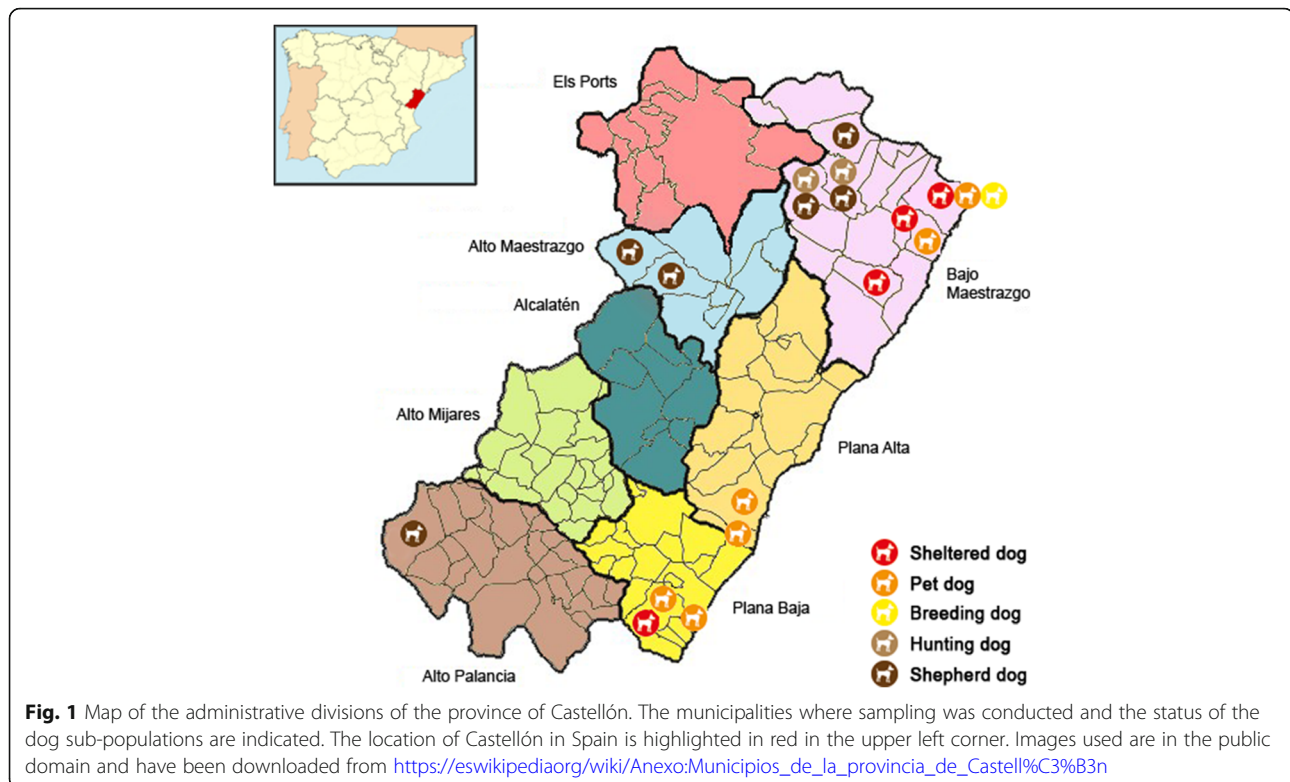 Els Ports
Alto Maestrazgo
Bajo
Maestrazgo
Alcalatén
Alto Mijares
Plana Alta
Plana Baja
Alto Palancia
Sheltered dog
Pet dog
Breeding dog
Hunting dog
Shepherd dog
Fig. 1 Map of the administrative divisions of the province of Castellón. The municipalities where sampling was conducted and the status of the
dog sub-populations are indicated. The location of Castellón in Spain is highlighted in red in the upper left corner. Images used are in the public
domain and have been downloaded from https://eswikipediaorg/wiki/Anexo:Municipios_de_la_provincia_de_Castell%C3%B3n